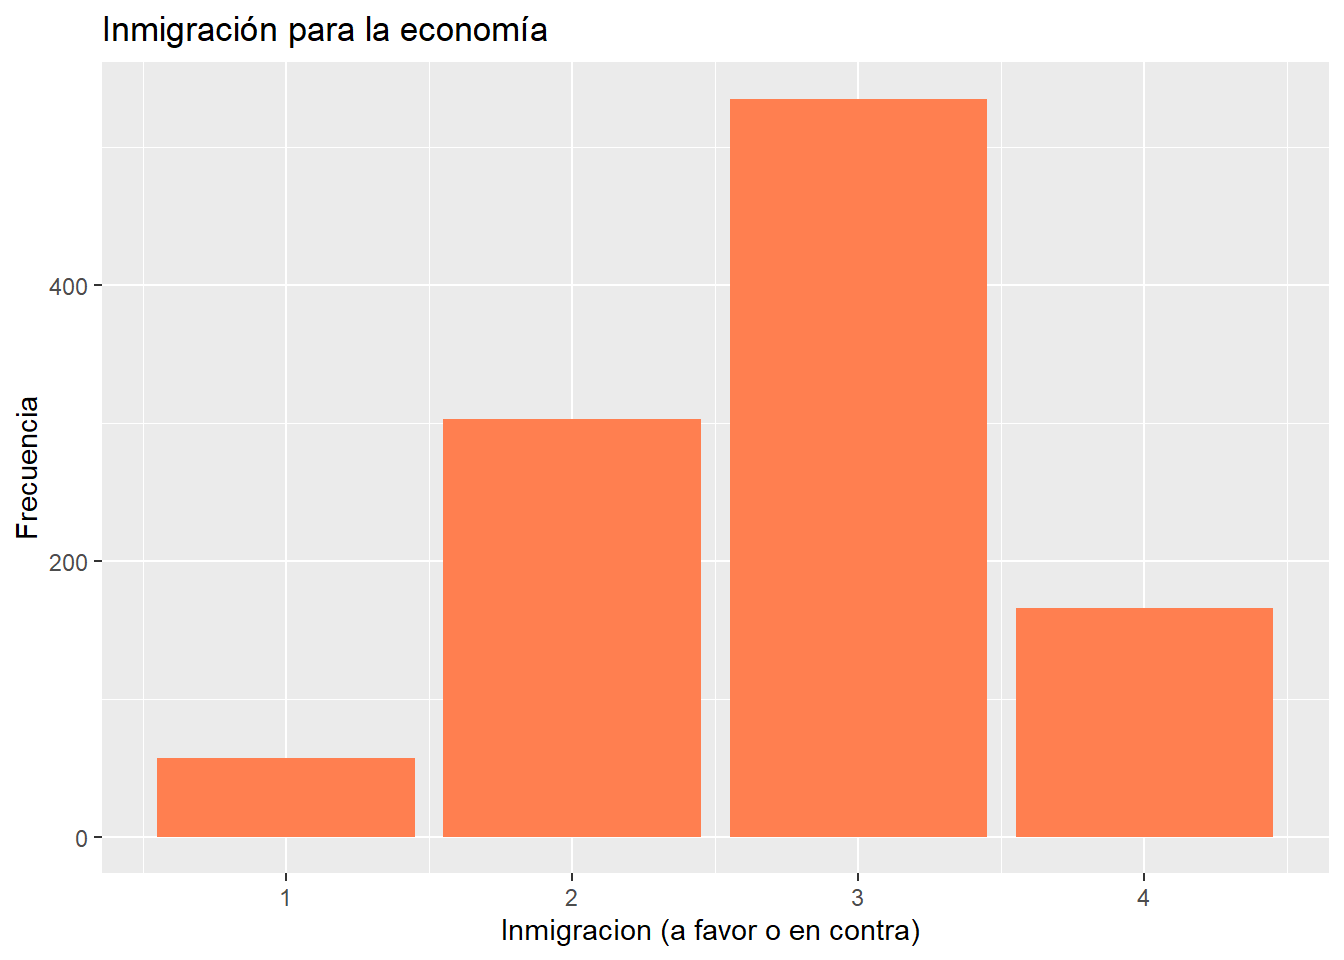 Inmigración para la economía
Frecuencia
400
200
0
1 2 3 4
Inmigracion (a favor o en contra)